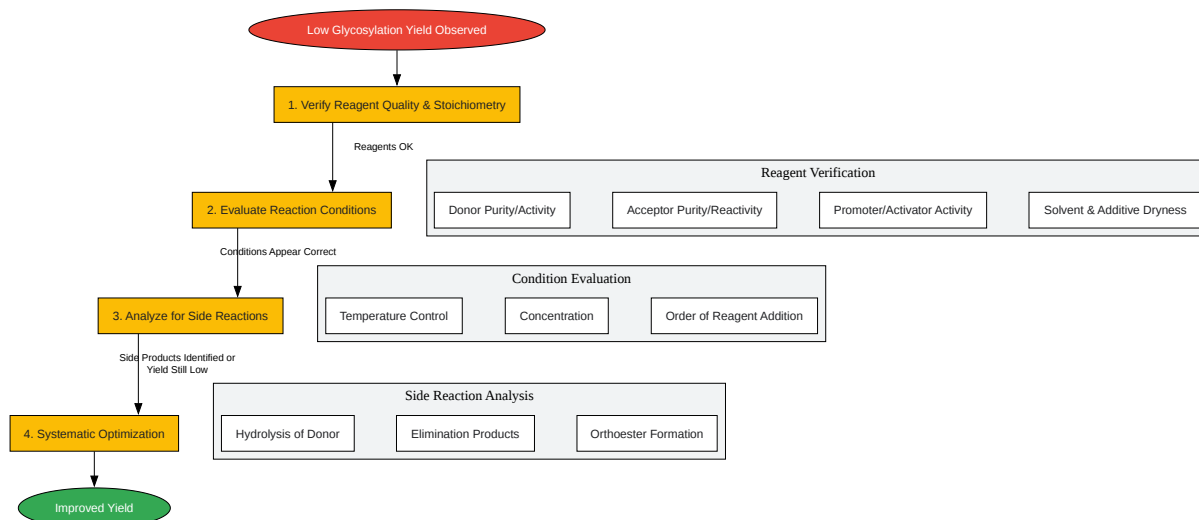 Low Glycosylation Yield Observed
1. Verify Reagent Quality & Stoichiometry
Reagents OK
Reagent Verification
Donor Purity/Activity
Acceptor Purity/Reactivity
Promoter/Activator Activity
Solvent & Additive Dryness
2. Evaluate Reaction Conditions
Conditions Appear Correct
Condition Evaluation
Temperature Control
Concentration
Order of Reagent Addition
3. Analyze for Side Reactions
Side Products Identified or
Yield Still Low
Side Reaction Analysis
Hydrolysis of Donor
Elimination Products
Orthoester Formation
4. Systematic Optimization
Improved Yield